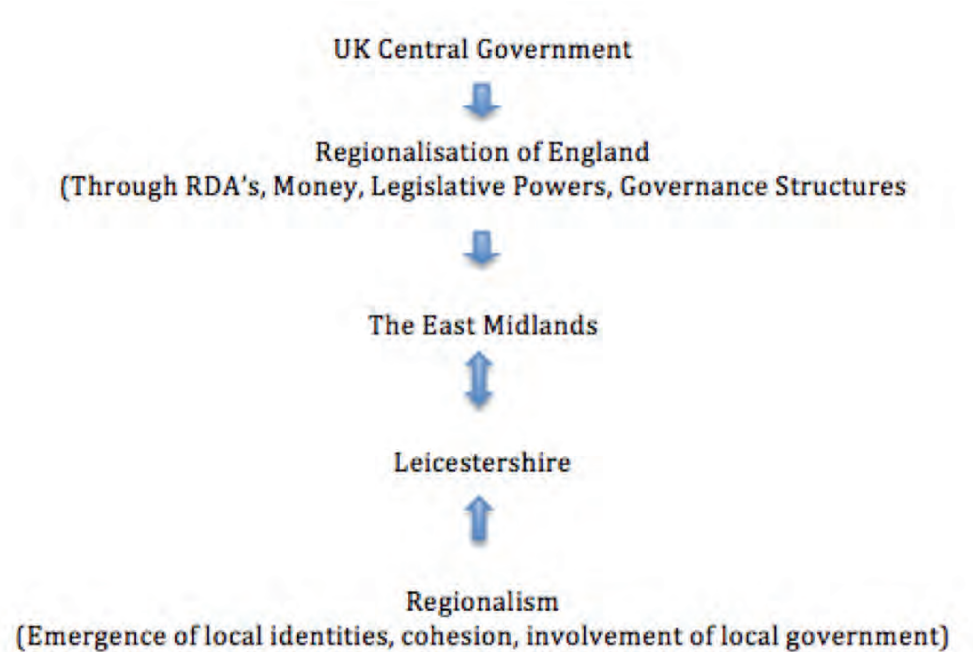 UK Central Government
Regionalisation of England
(Through RDA's, Money, Legislative Powers, Governance Structures
The East Midlands
Leicestershire
Regionalism
(Emergence of local identities, cohesion, involvement of local government)